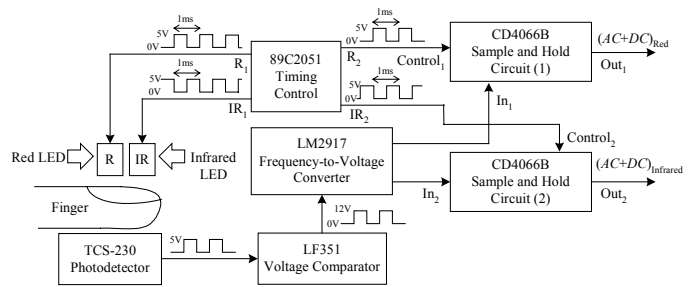 1ms
5V
0V
R1
1ms
5V
0V
IR1
89C2051
Timing
Control
1ms
5V
0V
R2
Control1
1ms
5V
0V
IR2
CD4066B
Sample and Hold
Circuit (1)
(AC+DC)Red
Out1
In1
Control2
Red LED
R
IR
Infrared
LED
LM2917
Frequency-to-Voltage
Converter
In2
CD4066B
Sample and Hold
Circuit (2)
(AC+DC)Infrared
Out2
Finger
12V
0V
TCS-230
Photodetector
5V
LF351
Voltage Comparator